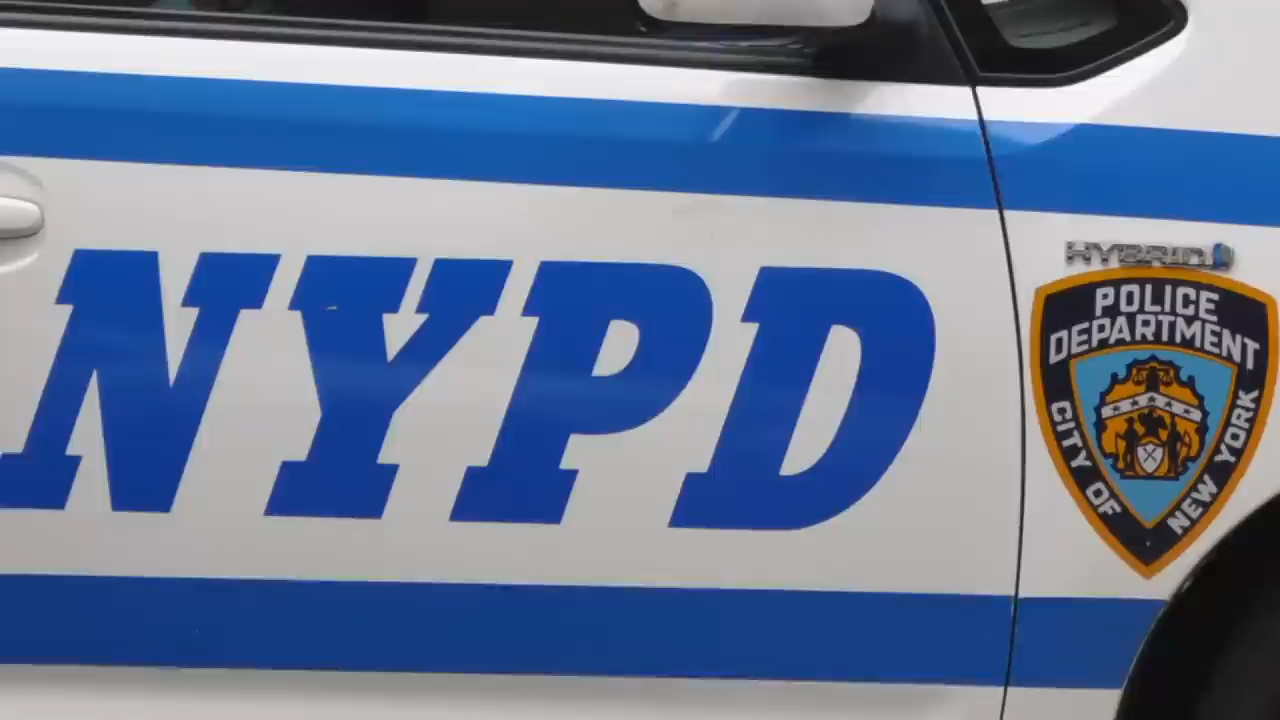 NYPD
HYBRID
POLICE
DEPARTMENT
CITY OF
NEW YORK